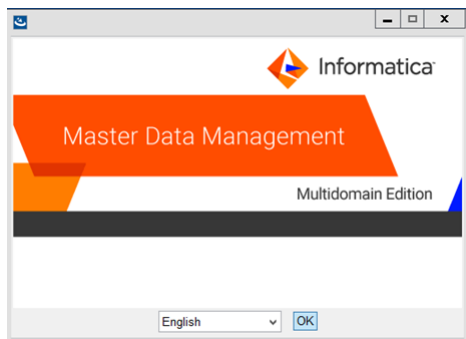 Informatica
Master Data Management
Multidomain Edition
English
OK